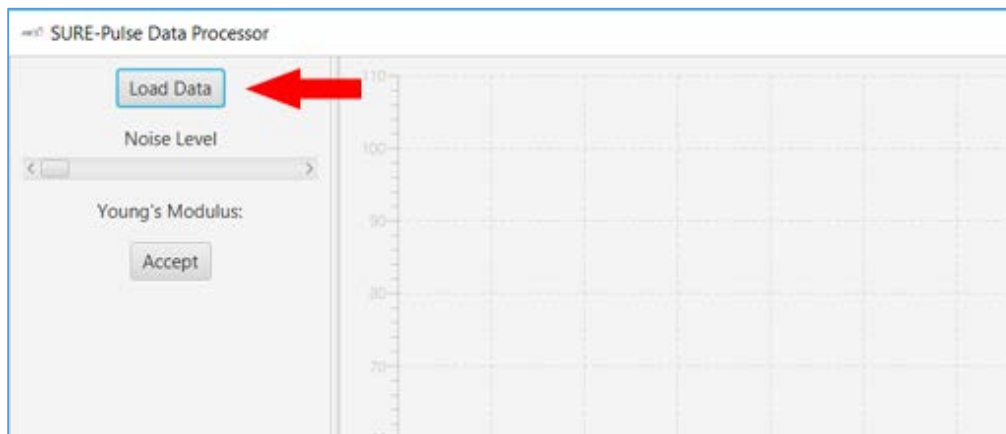 SURE-Pulse Data Processor
Load Data
Noise Level
Young's Modulus:
Accept
110
100
90
80
70